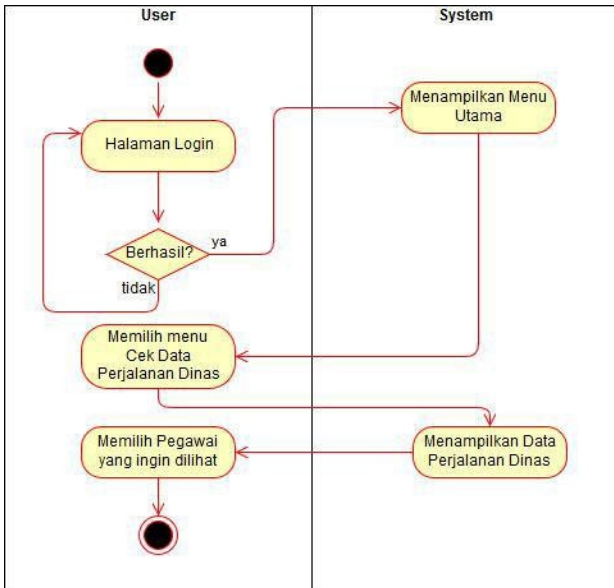 User
System
Halaman Login
Menampilkan Menu
Utama
Berhasil?
ya
tidak
Memilih menu
Cek Data
Perjalanan Dinas
Menampilkan Data
Perjalanan Dinas
Memilih Pegawai
yang ingin dilihat